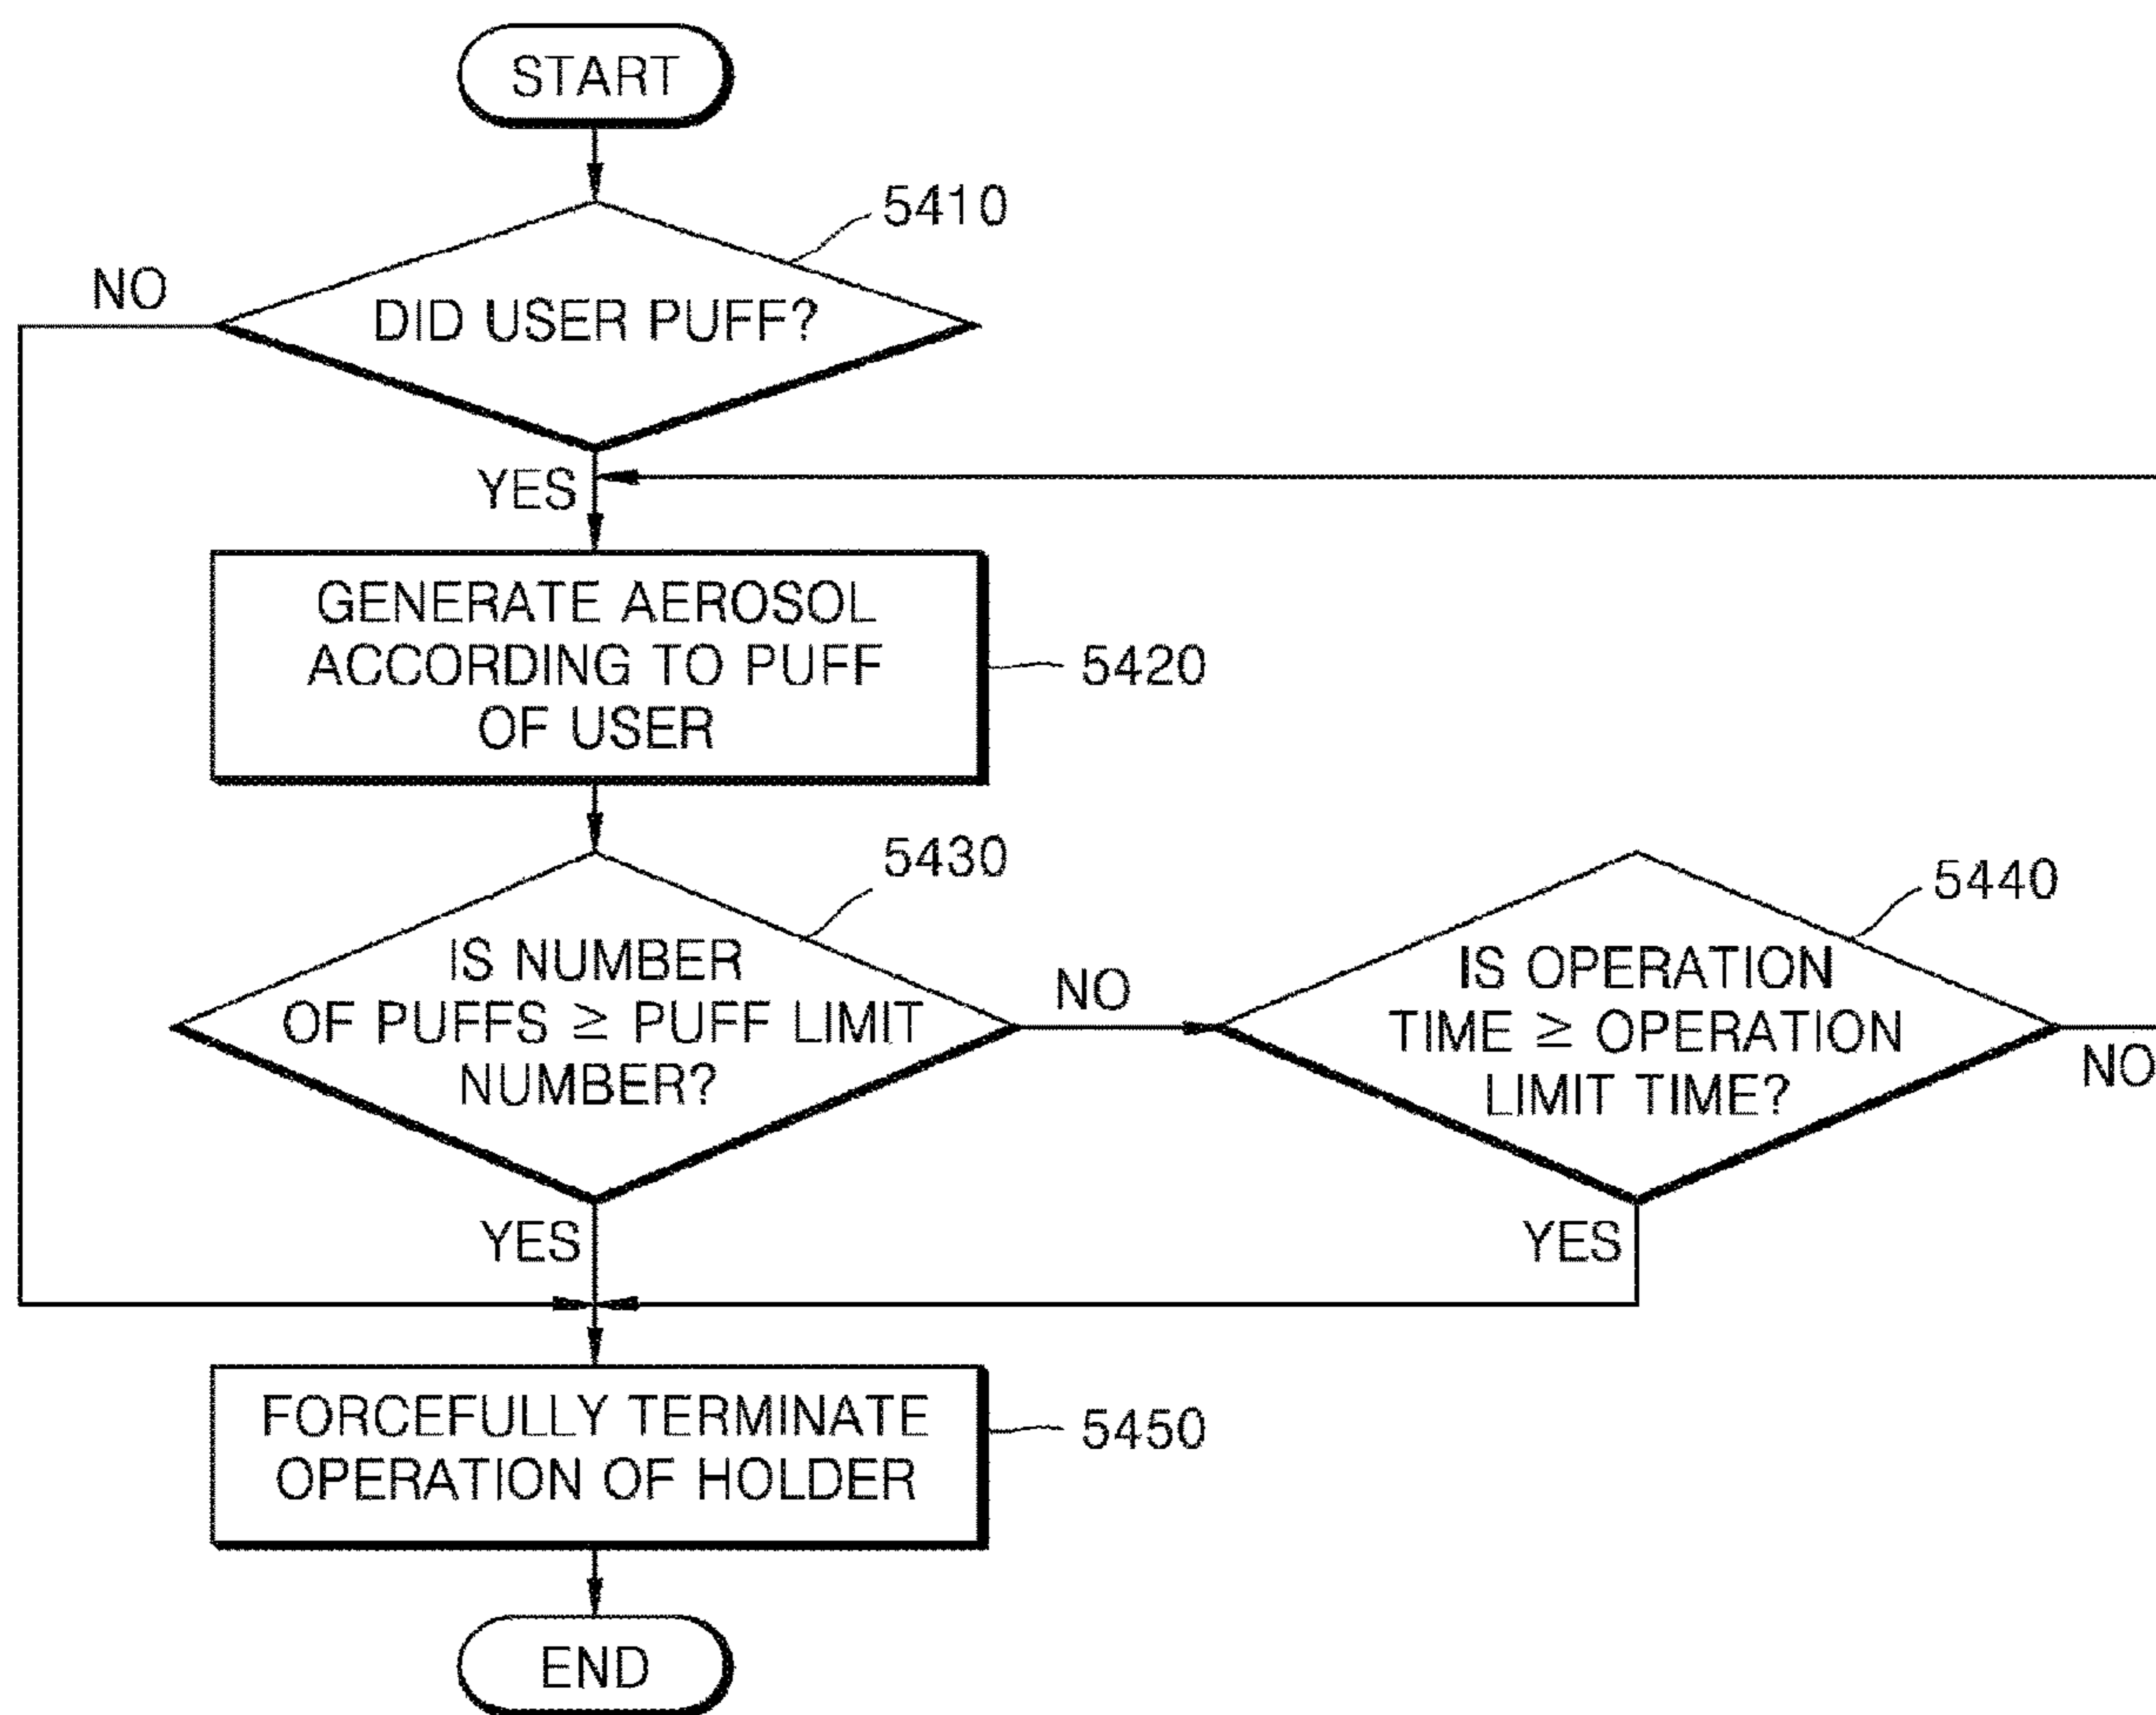 START
5410
NO
DID USER PUFF?
YES
GENERATE AEROSOL
ACCORDING TO PUFF
OF USER
5420
5430
IS NUMBER
OF PUFFS ≥ PUFF LIMIT
NUMBER?
NO
5440
IS OPERATION
TIME ≥ OPERATION
LIMIT TIME?
NO
YES
YES
FORCEFULLY TERMINATE
OPERATION OF HOLDER
5450
END